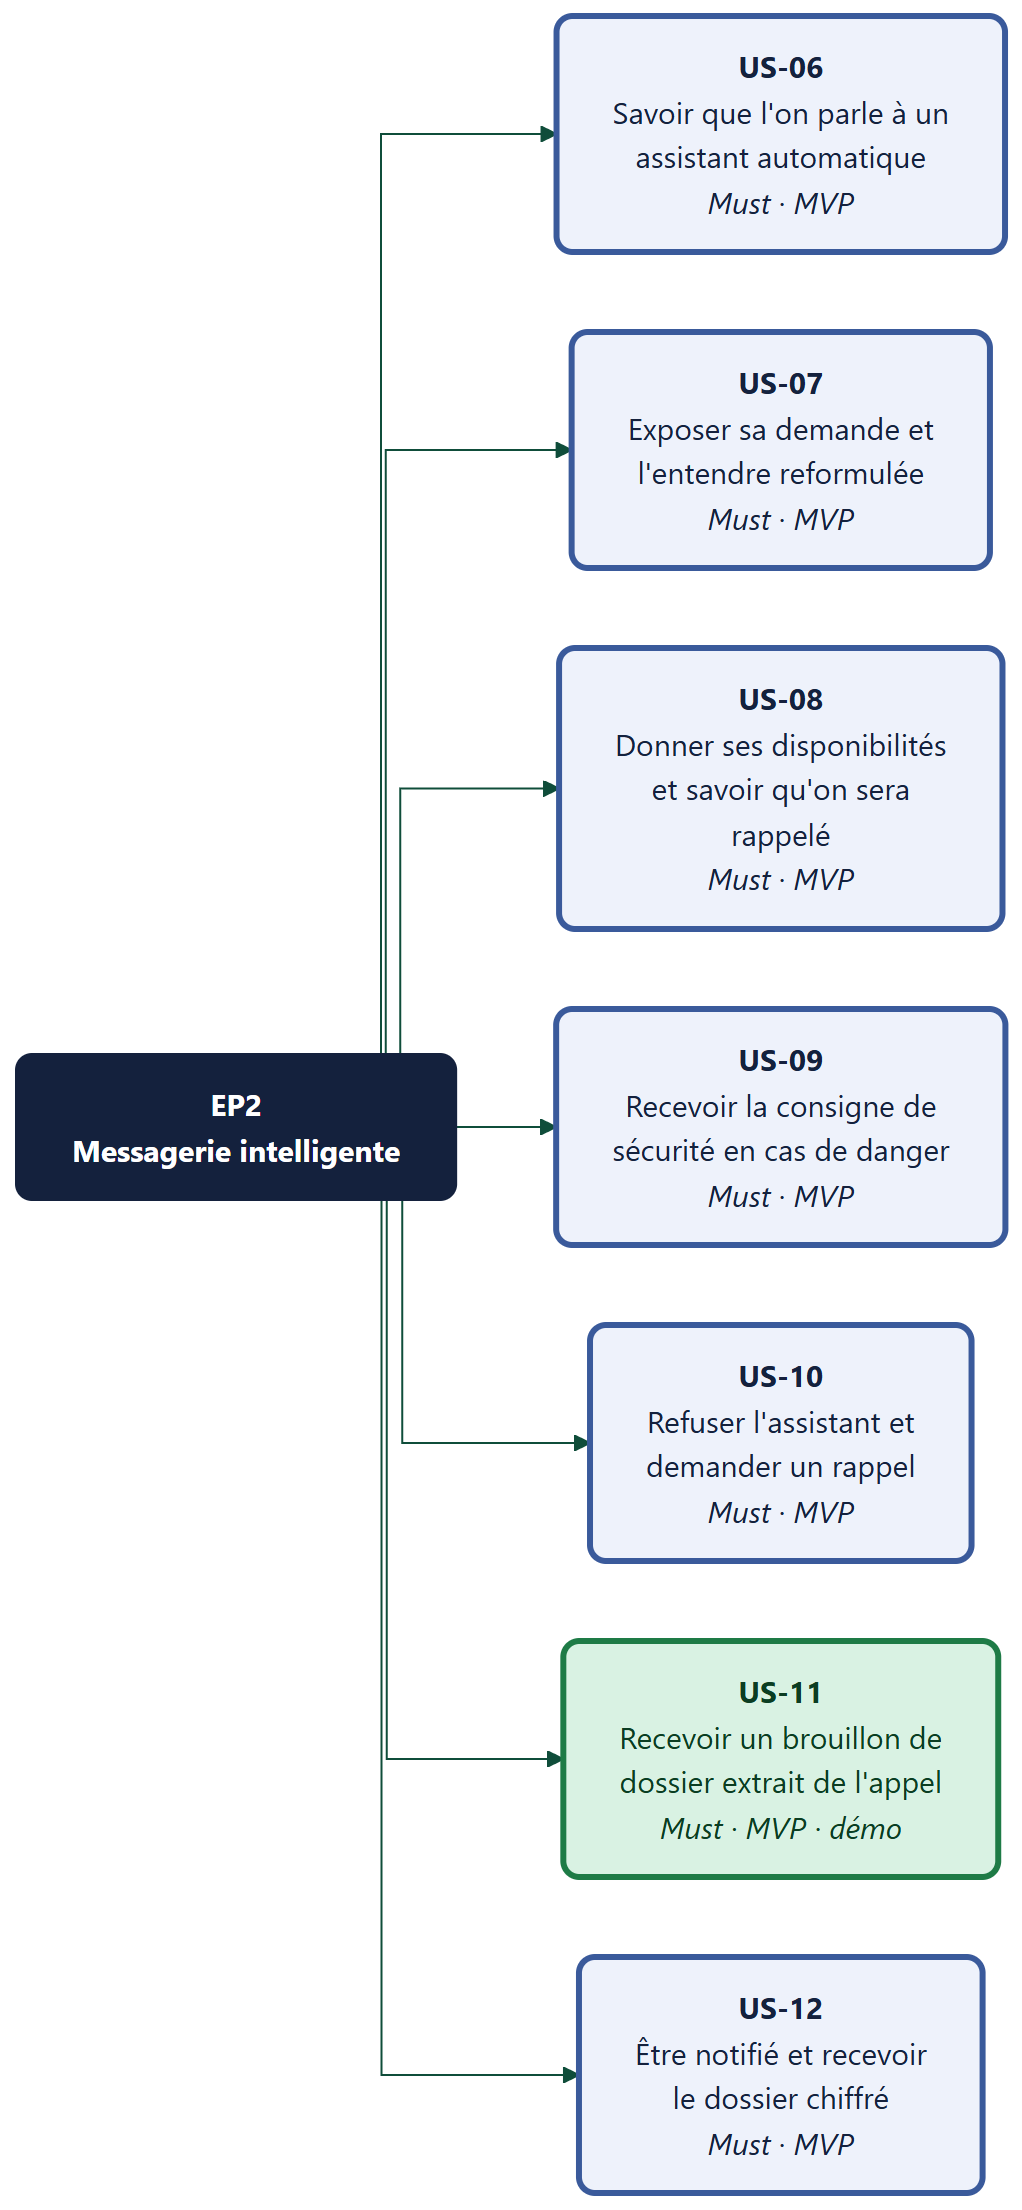 US-06
Savoir que l'on parle à un
assistant automatique
Must · MVP
US-07
Exposer sa demande et
l'entendre reformulée
Must · MVP
US-08
Donner ses disponibilités
et savoir qu'on sera
rappelé
Must · MVP
EP2
Messagerie intelligente
US-09
Recevoir la consigne de
sécurité en cas de danger
Must · MVP
US-10
Refuser l'assistant et
demander un rappel
Must · MVP
US-11
Recevoir un brouillon de
dossier extrait de l'appel
Must · MVP · démo
US-12
Être notifié et recevoir
le dossier chiffré
Must · MVP